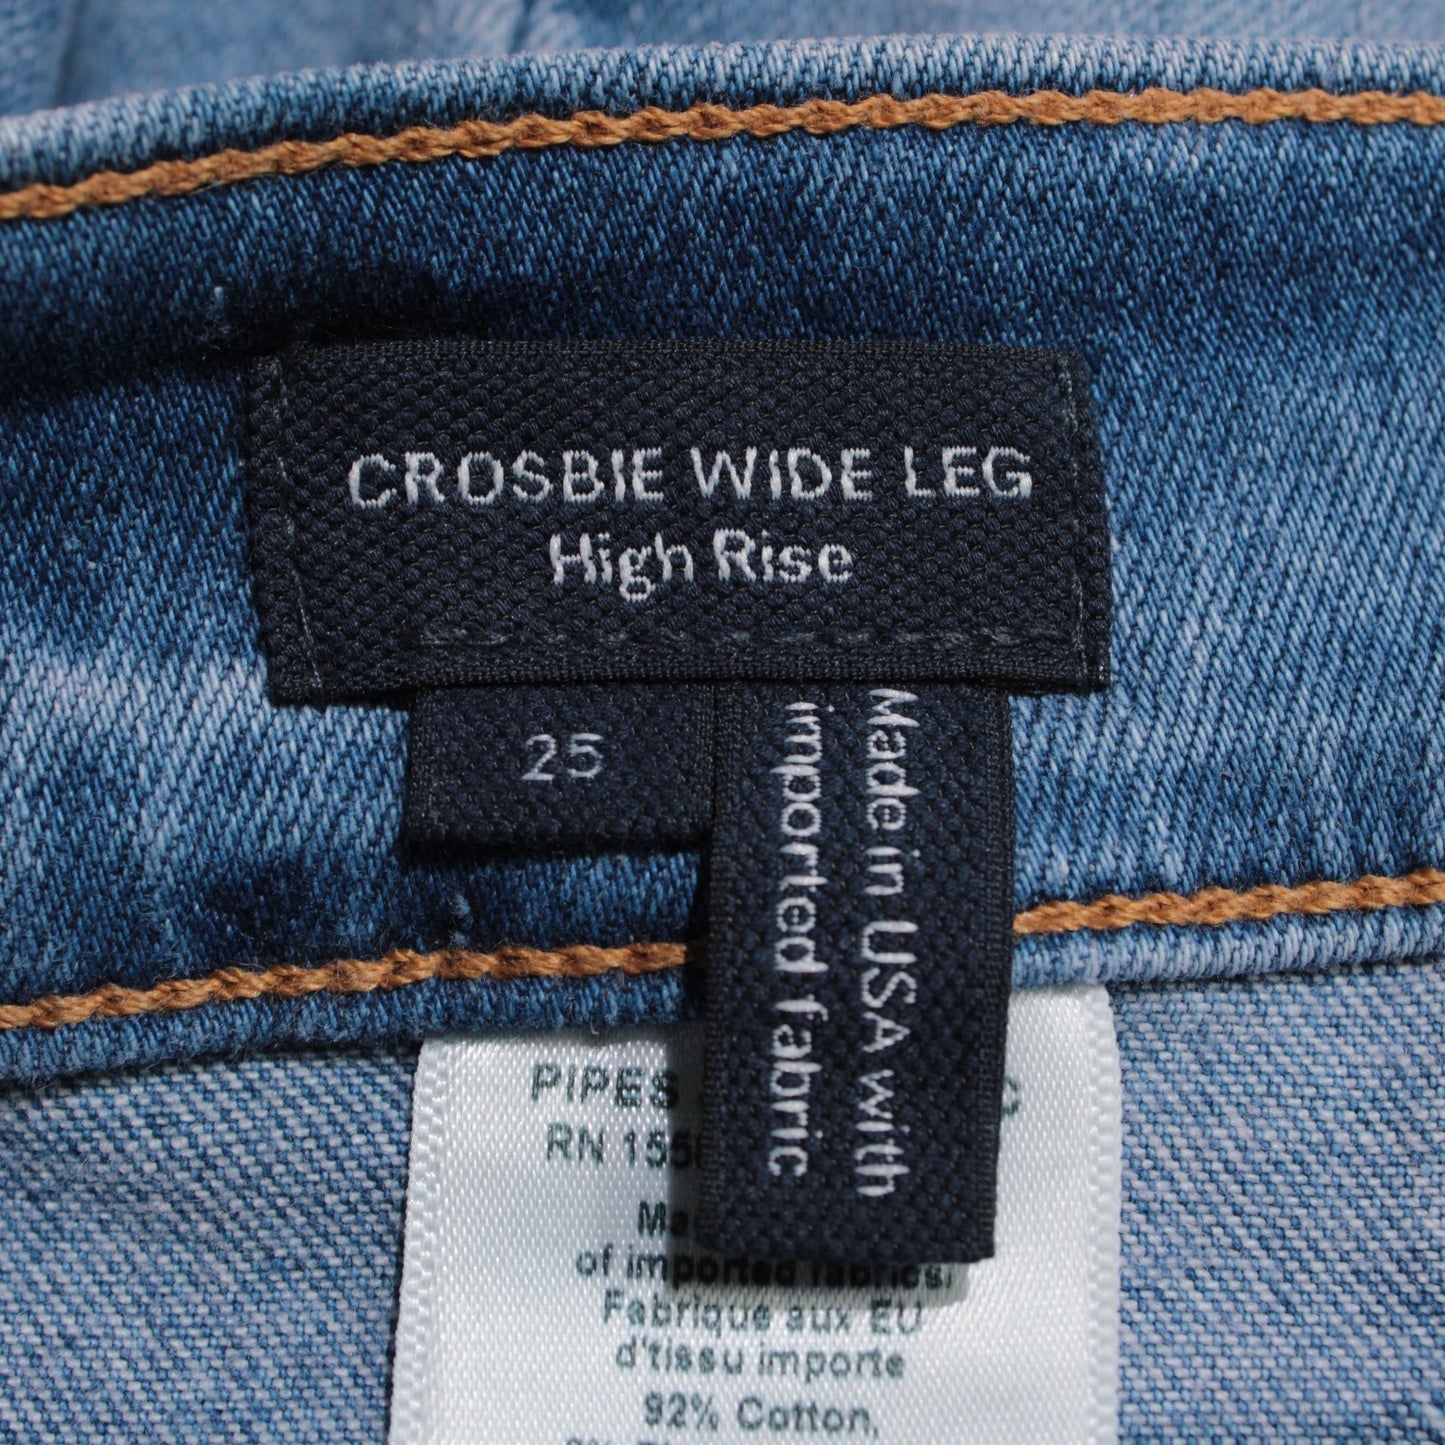 CROSBIE WIDE LEG
High Rise
25
Made in USA with
imported fabric
PIPES
RN 155
of imported fabrics/
Fabrique aux EU
d'tissu importe
92% Cotton,